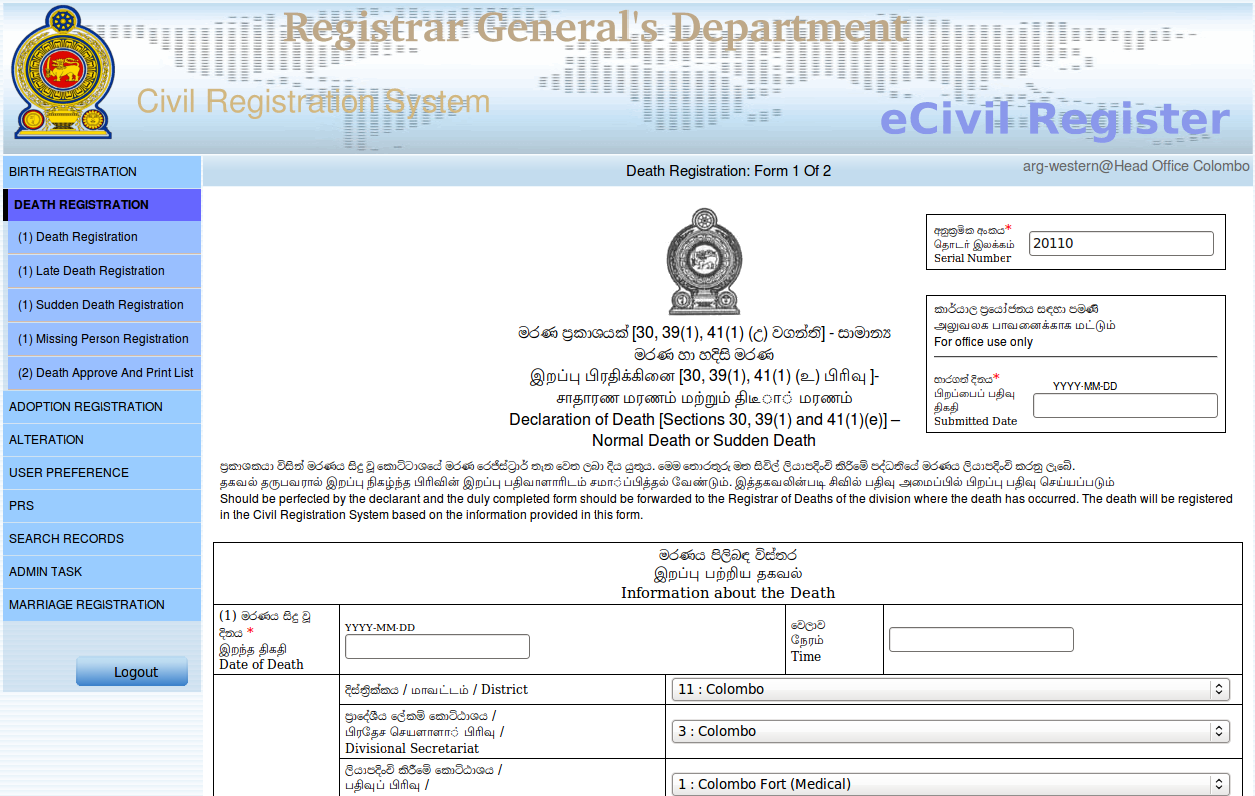 Registrar General's Department
Civil Registration System
eCivil Register
BIRTH REGISTRATION
DEATH REGISTRATION
(1) Death Registration
(1) Late Death Registration
(1) Sudden Death Registration
(1) Missing Person Registration
(2) Death Approve And Print List
ADOPTION REGISTRATION
ALTERATION
USER PREFERENCE
PRS
SEARCH RECORDS
ADMIN TASK
MARRIAGE REGISTRATION
Logout
Death Registration: Form 1 Of 2
arg-western@Head Office Colombo
අනුක්‍රමික අංකය*
தொடர் இலக்கம்
Serial Number
20110
කාර්යාල ප්‍රයෝජනය සඳහා පමණි
அலுவலக பாவனைக்காக மட்டும்
For office use only
භාරගත් දිනය*
பிறப்பைப் பதிவு
திகதி
Submitted Date
YYYY-MM-DD
මරණ ප්‍රකාශයක් [30, 39(1), 41(1) (උ) වගන්ති] - සාමාන්‍ය
මරණ හා හදිසි මරණ
இறப்பு பிரதிக்கினை [30, 39(1), 41(1) (உ) பிரிவு ]-
சாதாரண மரணம் மற்றும் திடீா் மரணம்
Declaration of Death [Sections 30, 39(1) and 41(1)(e)] –
Normal Death or Sudden Death
ප්‍රකාශකයා විසින් මරණය සිදු වූ කොට්ටාශයේ මරණ රෙජිස්ට්‍රාර් තැන වෙත ලබා දිය යුතුය. මෙම තොරතුරු මත සිවිල් ලියාපදිංචි කිරිමේ පද්ධතියේ මරණය ලියාපදිංචි කරනු ලැබේ.
தகவல் தருபவரால் இறப்பு நிகழ்ந்த பிரிவின் இறப்பு பதிவாளாரிடம் சமா்ப்பித்தல் வேண்டும். இத்தகவலின்படி சிவில் பதிவு அமைப்பில் பிறப்பு பதிவு செய்யப்படும்
Should be perfected by the declarant and the duly completed form should be forwarded to the Registrar of Deaths of the division where the death has occurred. The death will be registered
in the Civil Registration System based on the information provided in this form.
මරණය පිලිබඳ විස්තර
இறப்பு பற்றிய தகவல்
Information about the Death
(1) මරණය සිදු වූ
දිනය *
இறந்த திகதி
Date of Death
YYYY-MM-DD
වෙලාව
நேரம்
Time
දිස්ත්‍රික්කය / மாவட்டம் / District
11 : Colombo
ප්‍රාදේශීය ලේකම් කොට්ඨාශය /
பிரதேச செயளாளா் பிரிவு /
Divisional Secretariat
3 : Colombo
ලියාපදිංචි කිරීමේ කොට්ඨාශය /
பதிவுப் பிரிவு /
1 : Colombo Fort (Medical)